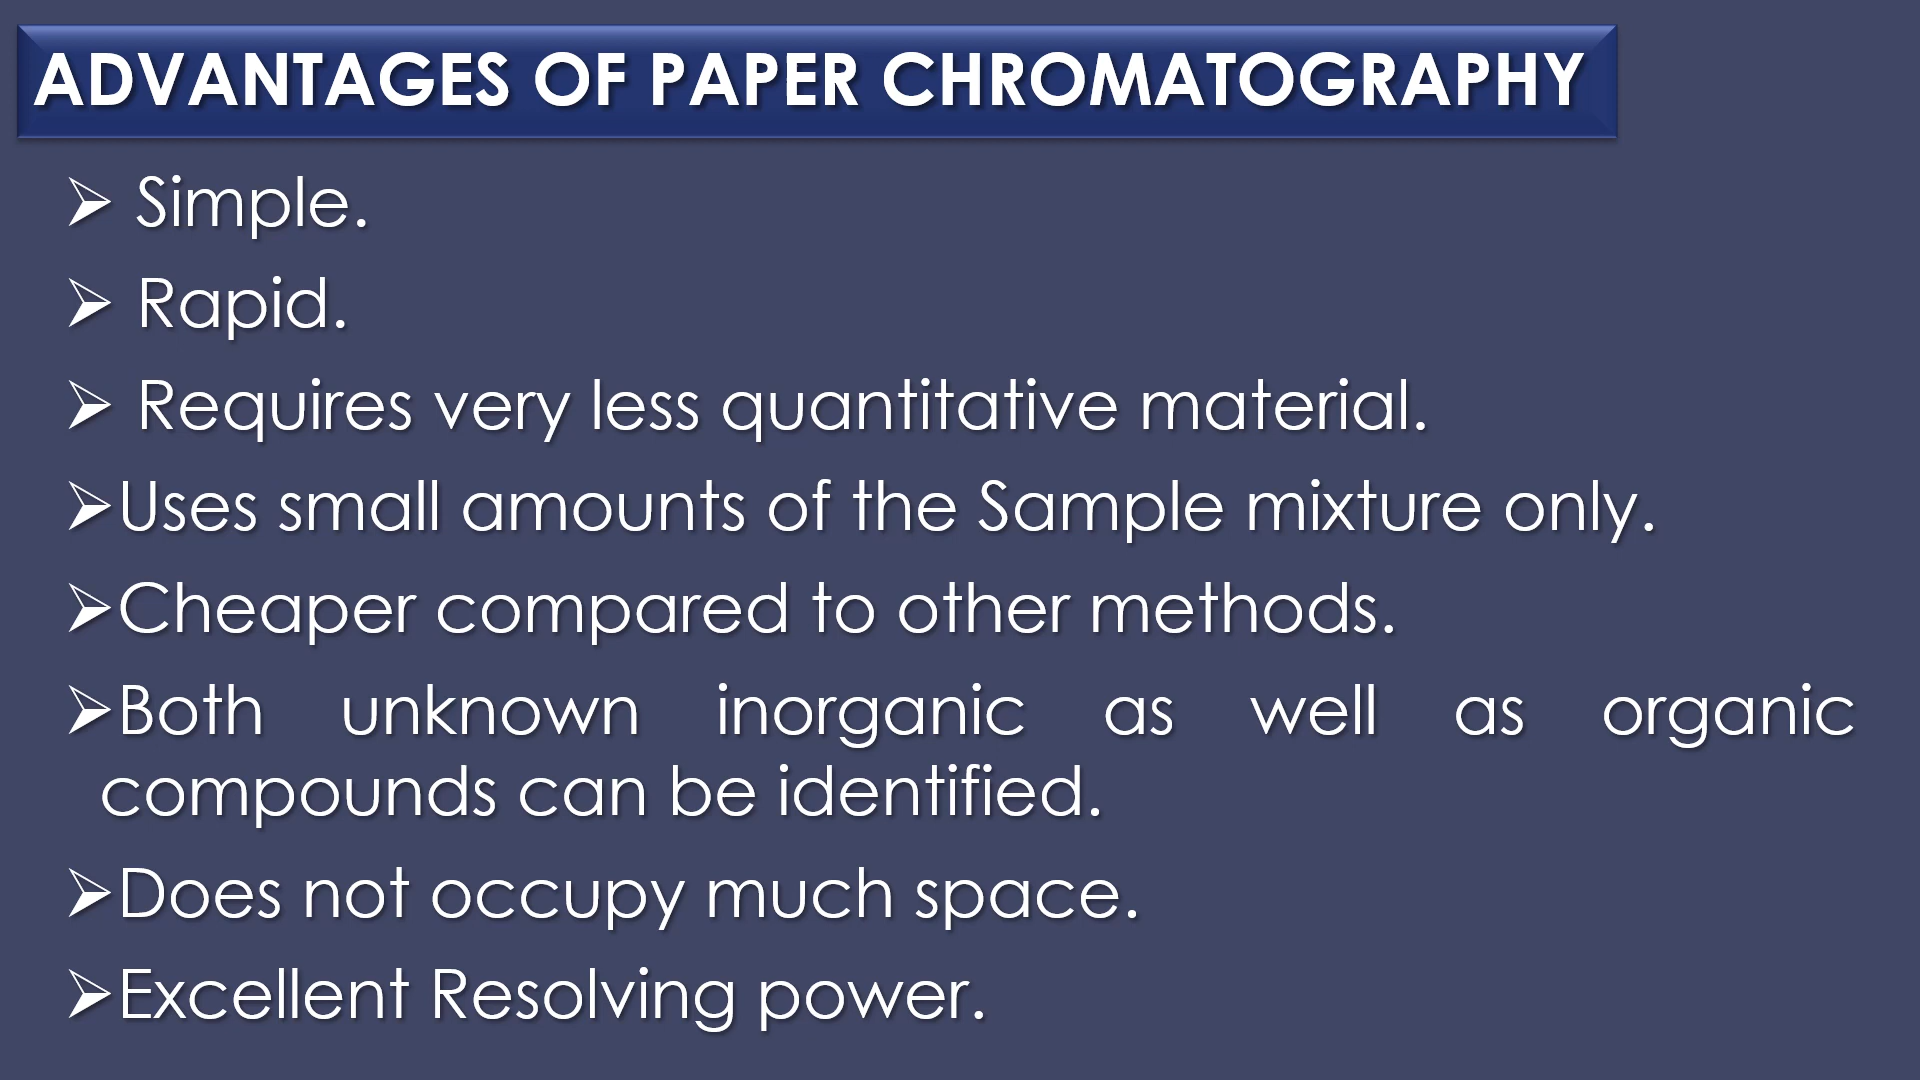 ADVANTAGES OF PAPER CHROMATOGRAPHY
➢ Simple.
➢ Rapid.
➢ Requires very less quantitative material.
➢Uses small amounts of the Sample mixture only.
➢Cheaper compared to other methods.
➢Both unknown inorganic as well as organic
compounds can be identified.
➢Does not occupy much space.
➢Excellent Resolving power.